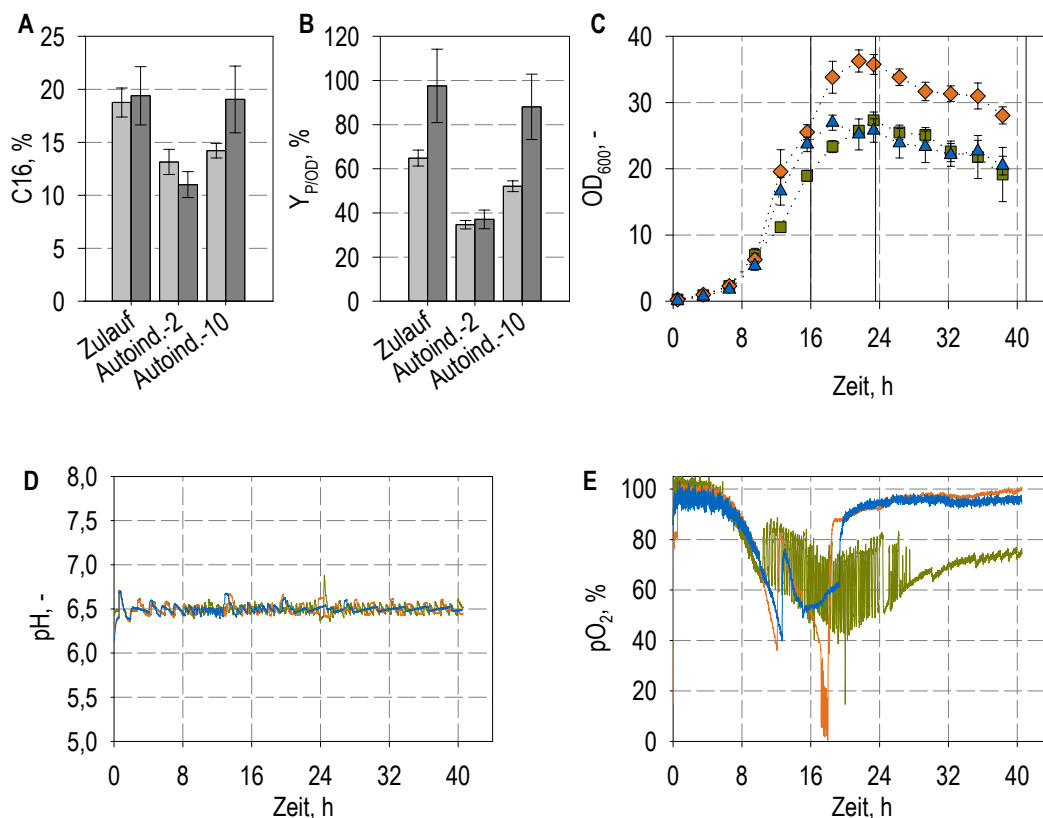 A
C16, %
25
20
15
10
5
0
Zulauf
Autoind.-2
Autoind.-10
B
Y_P/OD, %
120
100
80
60
40
20
0
Zulauf
Autoind.-2
Autoind.-10
C
OD_600, -
40
30
20
10
0
0 8 16 24 32 40
Zeit, h
D
pH, -
8,0
7,5
7,0
6,5
6,0
5,5
5,0
0 8 16 24 32 40
Zeit, h
E
pO_2, %
100
80
60
40
20
0
0 8 16 24 32 40
Zeit, h